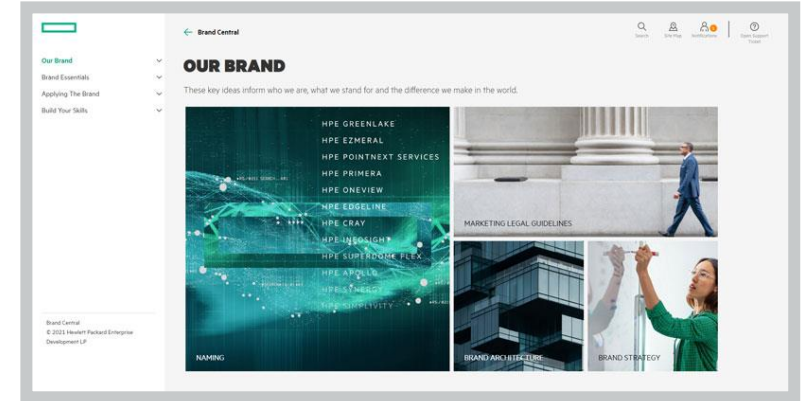 Brand Central
Search
Site Map
Notifications
Open Support
Ticket
Our Brand
Brand Essentials
Applying The Brand
Build Your Skills
OUR BRAND
These key ideas inform who we are, what we stand for and the difference we make in the world.
HPE GREENLAKE
HPE EZMERAL
HPE POINTNEXT SERVICES
HPE PRIMERA
HPE ONEVIEW
HPE EDGELINE
HPE CRAY
HPE INFOSIGHT
HPE SUPERDOME FLEX
HPE APOLLO
HPE SYNERGY
HPE SIMPLIVITY
NAMING
MARKETING LEGAL GUIDELINES
BRAND ARCHITECTURE
BRAND STRATEGY
Brand Central
© 2021 Hewlett Packard Enterprise
Development LP